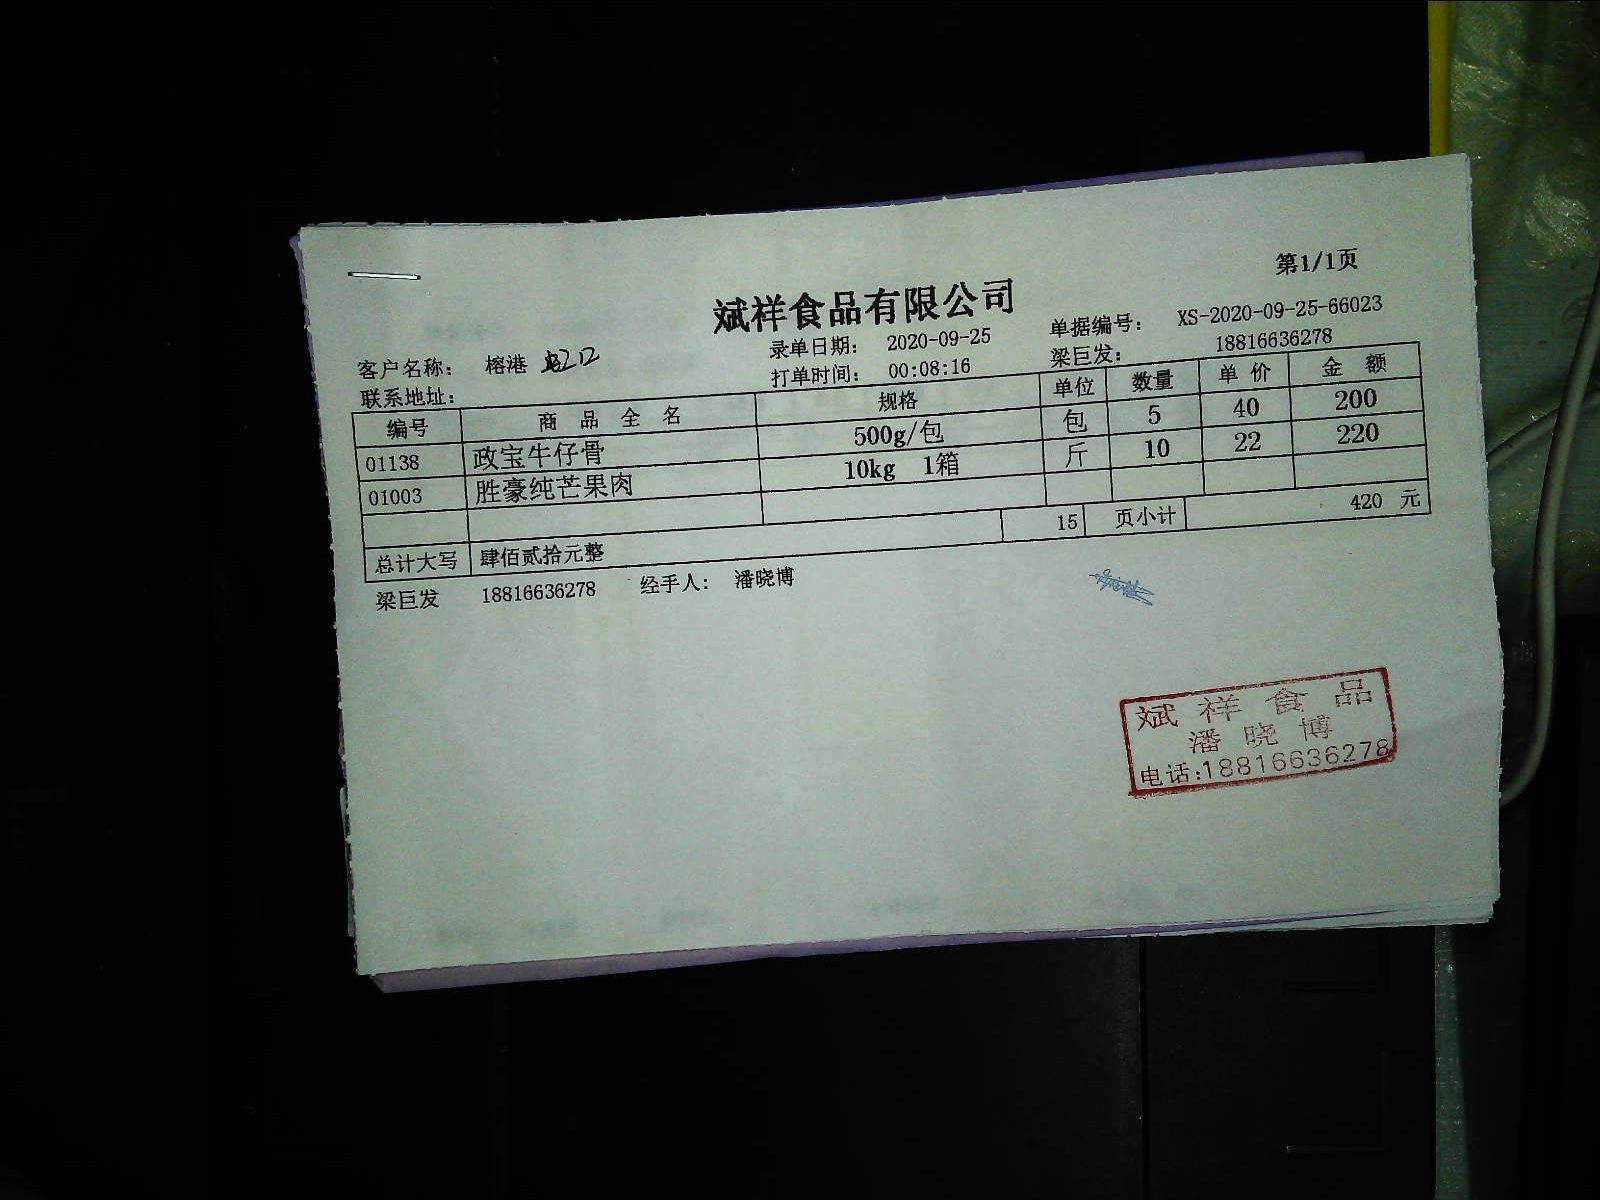 第1/1页
斌祥食品有限公司
录单日期: 2020-09-25 单据编号: XS-2020-09-25-66023
客户名称: 榕港
打单时间: 00:08:16 梁巨发: 18816636278
联系地址:
编号 商品全名 规格 单位 数量 单价 金额
01138 政宝牛仔骨 500g/包 包 5 40 200
01003 胜豪纯芒果肉 10kg 1箱 斤 10 22 220
总计大写 肆佰贰拾元整 15 页小计 420 元
梁巨发 18816636278 经手人: 潘晓博
斌祥食品
潘晓博
电话:18816636278